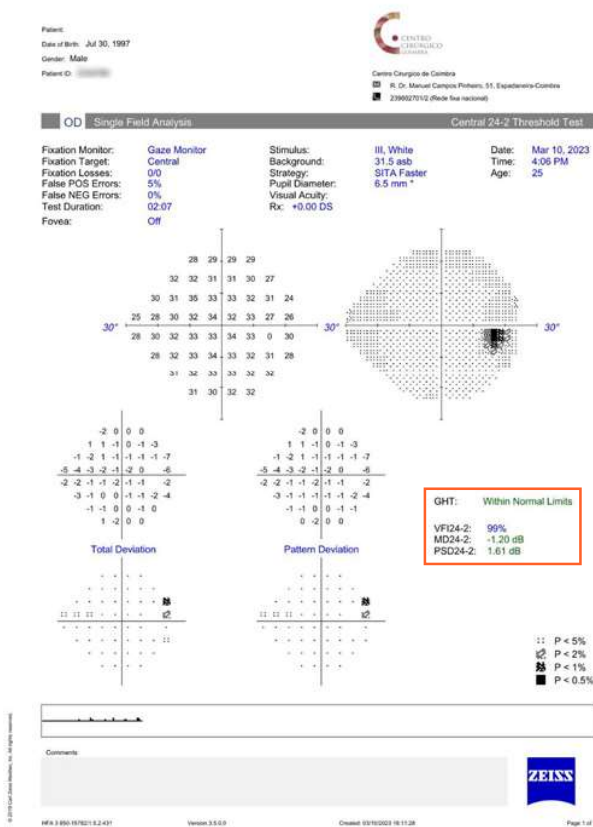 Patient:
Date of Birth: Jul 30, 1997
Gender: Male
Patient ID:
CENTRO
CIRURGICO
Centro Cirurgico de Coimbra
R. Dr. Manuel Campos Pinheiro, 51, Espadaneira-Coimbra
(Rede fixa nacional)
OD Single Field Analysis Central 24-2 Threshold Test
Fixation Monitor: Gaze Monitor Stimulus: III, White Date: Mar 10, 2023
Fixation Target: Central Background: 31.5 asb Time: 4:06 PM
Fixation Losses: 0/0 Strategy: SITA Faster Age: 25
False POS Errors: 5% Pupil Diameter: 6.5 mm *
False NEG Errors: 0% Visual Acuity:
Test Duration: 02:07 Rx: +0.00 DS
Fovea: Off
28 29 29 29
32 32 31 31 30 27
30 31 35 33 33 32 31 24
25 28 30 32 34 32 33 27 26
30° 30° 30°
28 30 32 33 33 34 33 0 30
28 32 33 34 33 32 31 28
31 32 33 33 32 32
31 30 32 32
-2 0 0 0 -2 0 0 0
1 1 -1 0 -1 -3 1 1 -1 0 -1 -3
-1 -2 1 -1 -1 -1 -1 -7 -1 -2 1 -1 -1 -1 -1 -7
-5 -4 -3 -2 -1 -2 0 -6 -5 -4 -3 -2 -1 -2 0 -6
-2 -2 -1 -1 -2 -1 -1 -2 -2 -2 -1 -1 -2 -1 -1 -2
-3 -1 0 0 -1 -1 -2 -4 -3 -1 -1 -1 -1 -1 -2 -4
-1 -1 0 0 -1 0 -1 -1 0 0 -1 0
1 -2 0 0 0 -2 0 0
GHT: Within Normal Limits
VFI24-2: 99%
MD24-2: -1.20 dB
PSD24-2: 1.61 dB
Total Deviation Pattern Deviation
P < 5%
P < 2%
P < 1%
P < 0.5%
Comments
ZEISS
Version 3.5.0.0 Created: 03/10/2023 16:11:28 Page 1 of